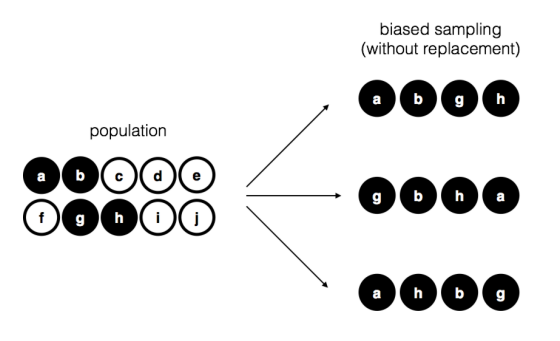 biased sampling
(without replacement)
a b g h
population
a b c d e
f g h i j
g b h a
a h b g